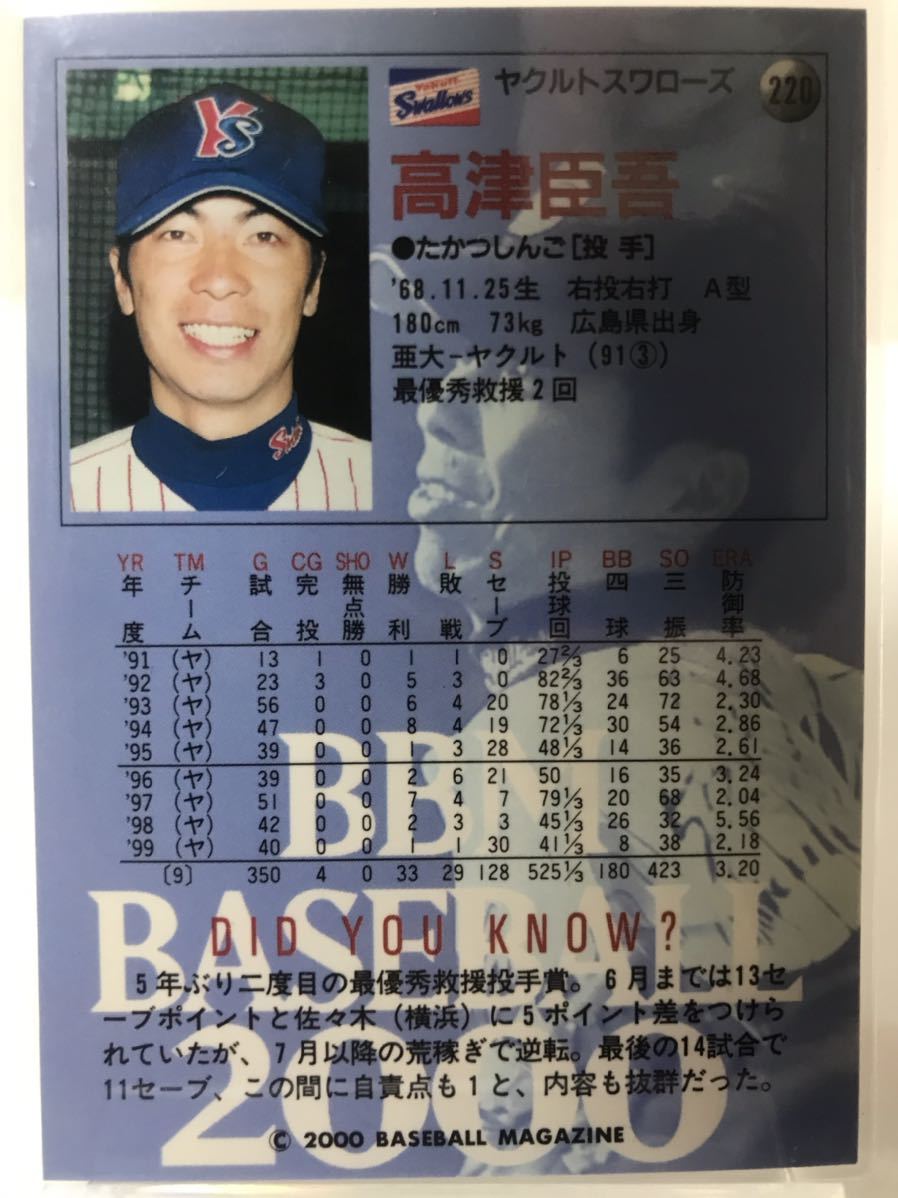 YS
YAKULT
Swallows
ヤクルトスワローズ
220
高津臣吾
●たかつしんご[投 手]
'68.11.25生 右投右打 A型
180cm 73kg 広島県出身
亜大-ヤクルト(91③)
最優秀救援2回
YR TM G CG SHO W L S IP BB SO ERA
年度 チーム 試合 完投 無点勝 勝利 敗戦 セーブ 投球回 四球 三振 防御率
'91 (ヤ) 13 1 0 1 1 0 27⅔ 6 25 4.23
'92 (ヤ) 23 3 0 5 3 0 82⅔ 36 63 4.68
'93 (ヤ) 56 0 0 6 4 20 78⅓ 24 72 2.30
'94 (ヤ) 47 0 0 8 4 19 72⅓ 30 54 2.86
'95 (ヤ) 39 0 0 1 3 28 48⅓ 14 36 2.61
'96 (ヤ) 39 0 0 2 6 21 50 16 35 3.24
'97 (ヤ) 51 0 0 7 4 7 79⅓ 20 68 2.04
'98 (ヤ) 42 0 0 2 3 3 45⅓ 26 32 5.56
'99 (ヤ) 40 0 0 1 1 30 41⅓ 8 38 2.18
[9] 350 4 0 33 29 128 525⅓ 180 423 3.20
BBM
BASEBALL
2000
DID YOU KNOW?
5年ぶり二度目の最優秀救援投手賞。6月までは13セ
ーブポイントと佐々木(横浜)に5ポイント差をつけら
れていたが、7月以降の荒稼ぎで逆転。最後の14試合で
11セーブ、この間に自責点も1と、内容も抜群だった。
© 2000 BASEBALL MAGAZINE